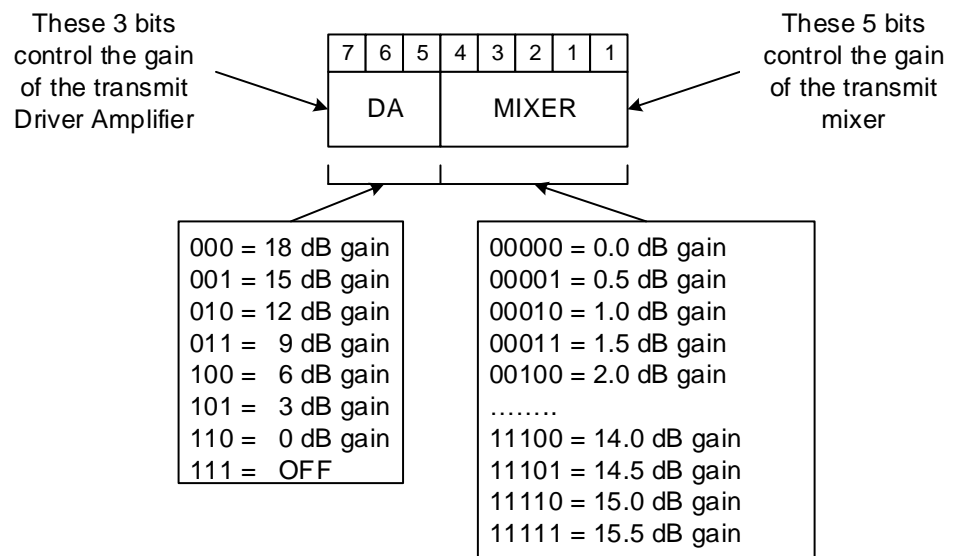 These 3 bits
control the gain
of the transmit
Driver Amplifier
7 6 5 4 3 2 1 1
DA MIXER
These 5 bits
control the gain
of the transmit
mixer
000 = 18 dB gain
001 = 15 dB gain
010 = 12 dB gain
011 = 9 dB gain
100 = 6 dB gain
101 = 3 dB gain
110 = 0 dB gain
111 = OFF
00000 = 0.0 dB gain
00001 = 0.5 dB gain
00010 = 1.0 dB gain
00011 = 1.5 dB gain
00100 = 2.0 dB gain
........
11100 = 14.0 dB gain
11101 = 14.5 dB gain
11110 = 15.0 dB gain
11111 = 15.5 dB gain